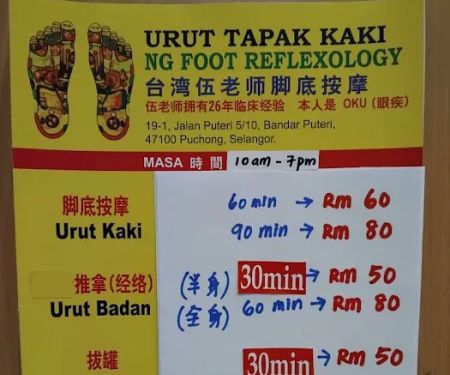 URUT TAPAK KAKI
NG FOOT REFLEXOLOGY
台湾伍老师脚底按摩
伍老师拥有26年临床经验 本人是 OKU (眼疾)
19-1, Jalan Puteri 5/10, Bandar Puteri,
47100 Puchong, Selangor.
MASA 時間 10am - 7pm
脚底按摩 60 min → Rm 60
Urut Kaki 90 min → Rm 80
推拿(经络) (半身) 30min → RM 50
Urut Badan (全身) 60 min → Rm 80
拔罐 30min → RM 50